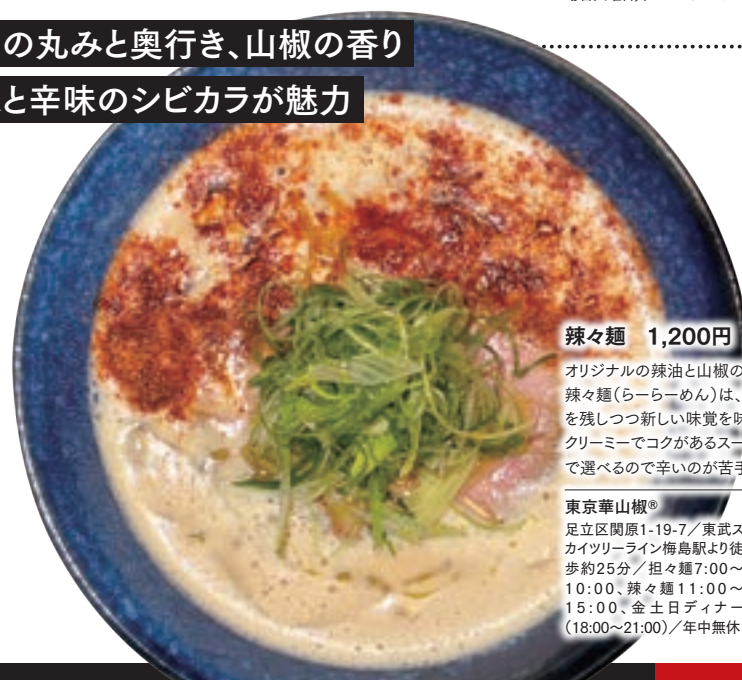 の丸みと奥行き、山椒の香り
と辛味のシビカラが魅力
辣々麺 1,200円
オリジナルの辣油と山椒の
辣々麺(らーらーめん)は、
を残しつつ新しい味覚を味
クリーミーでコクがあるスー
で選べるので辛いのが苦手
東京華山椒®
足立区関原1-19-7／東武ス
カイツリーライン梅島駅より徒
歩約25分／担々麺7:00〜
10:00、辣々麺11:00〜
15:00、金土日ディナー
(18:00〜21:00)／年中無休